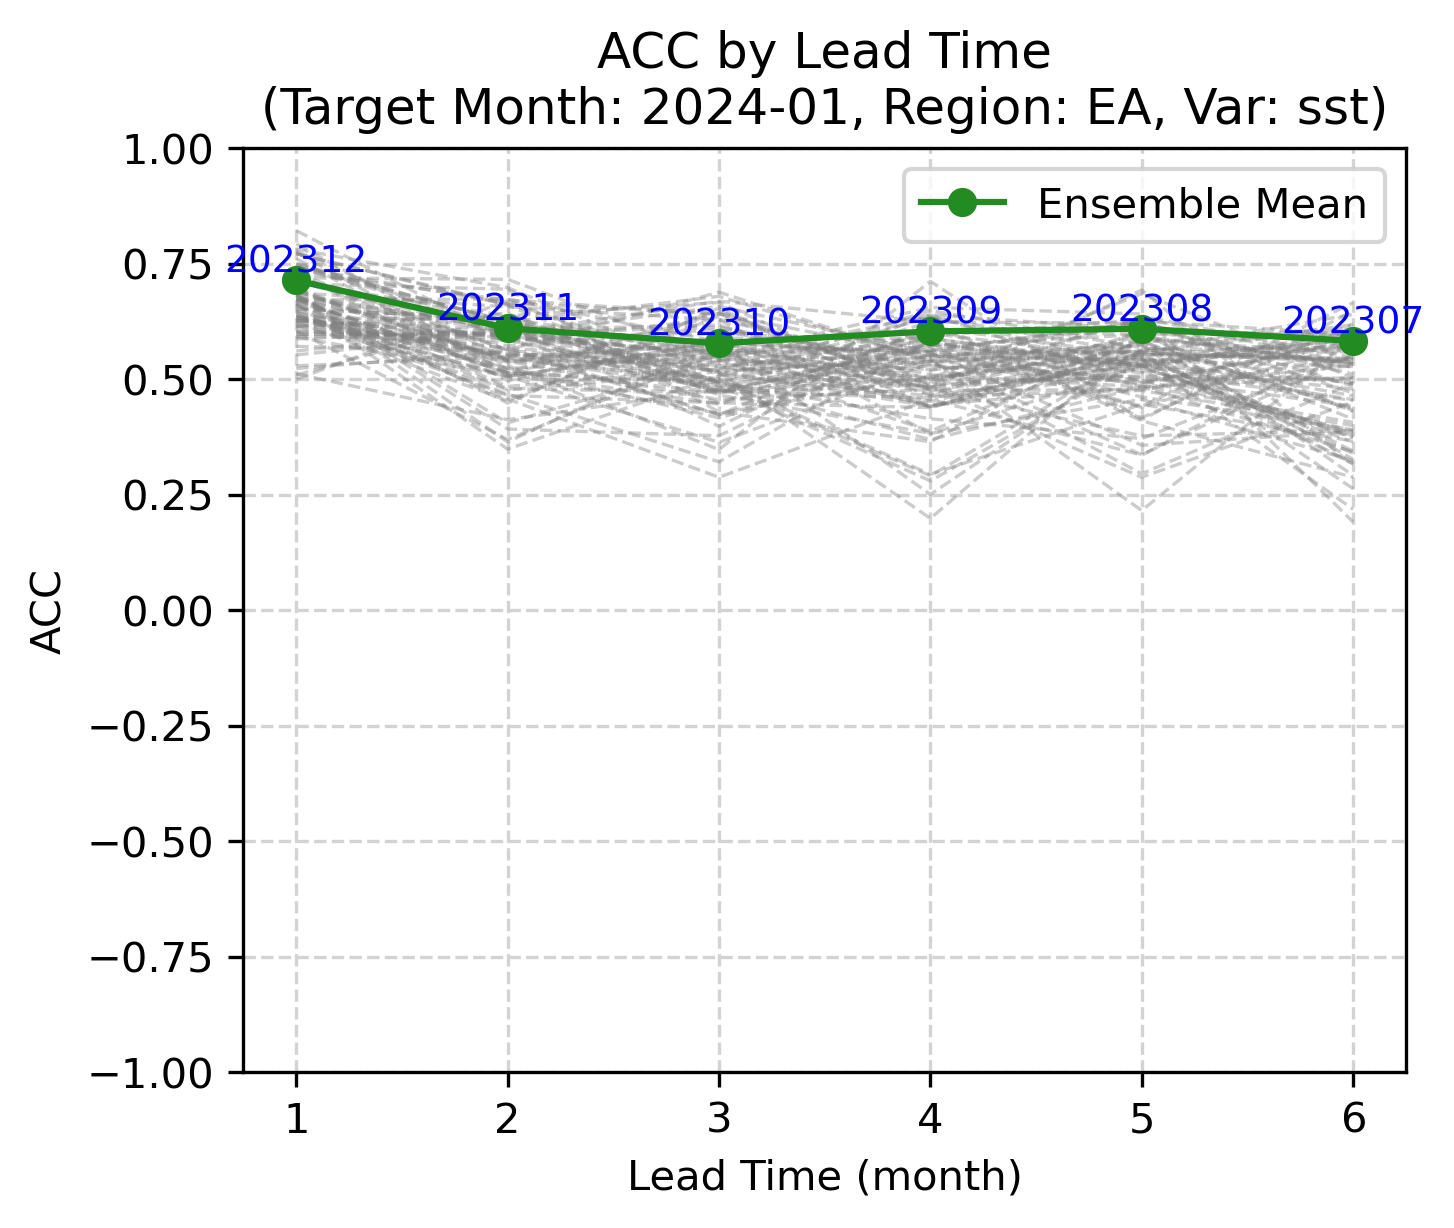 ACC by Lead Time
(Target Month: 2024-01, Region: EA, Var: sst)
1.00
Ensemble Mean
0.75
202312
202311
202310
202309
202308
202307
0.50
0.25
0.00
ACC
−0.25
−0.50
−0.75
−1.00
1 2 3 4 5 6
Lead Time (month)